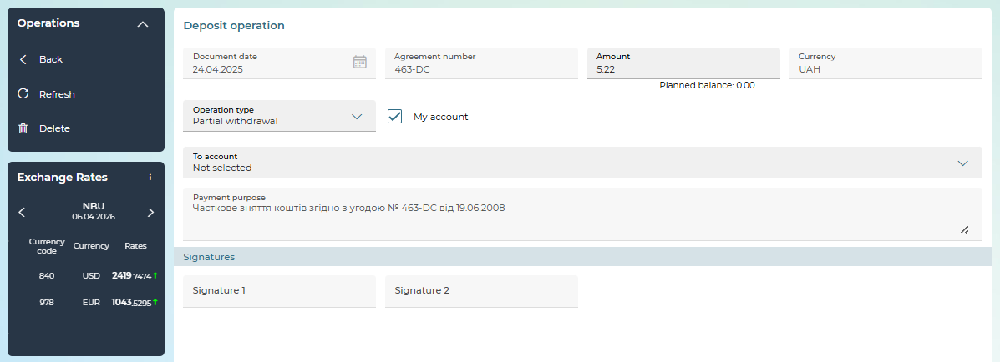 Operations
Back
Refresh
Delete
Exchange Rates
NBU
06.04.2026
Currency code Currency Rates
840 USD 2419.7474
978 EUR 1043.5295
Deposit operation
Document date
24.04.2025
Agreement number
463-DC
Amount
5.22
Currency
UAH
Planned balance: 0.00
Operation type
Partial withdrawal
My account
To account
Not selected
Payment purpose
Часткове зняття коштів згідно з угодою № 463-DC від 19.06.2008
Signatures
Signature 1
Signature 2